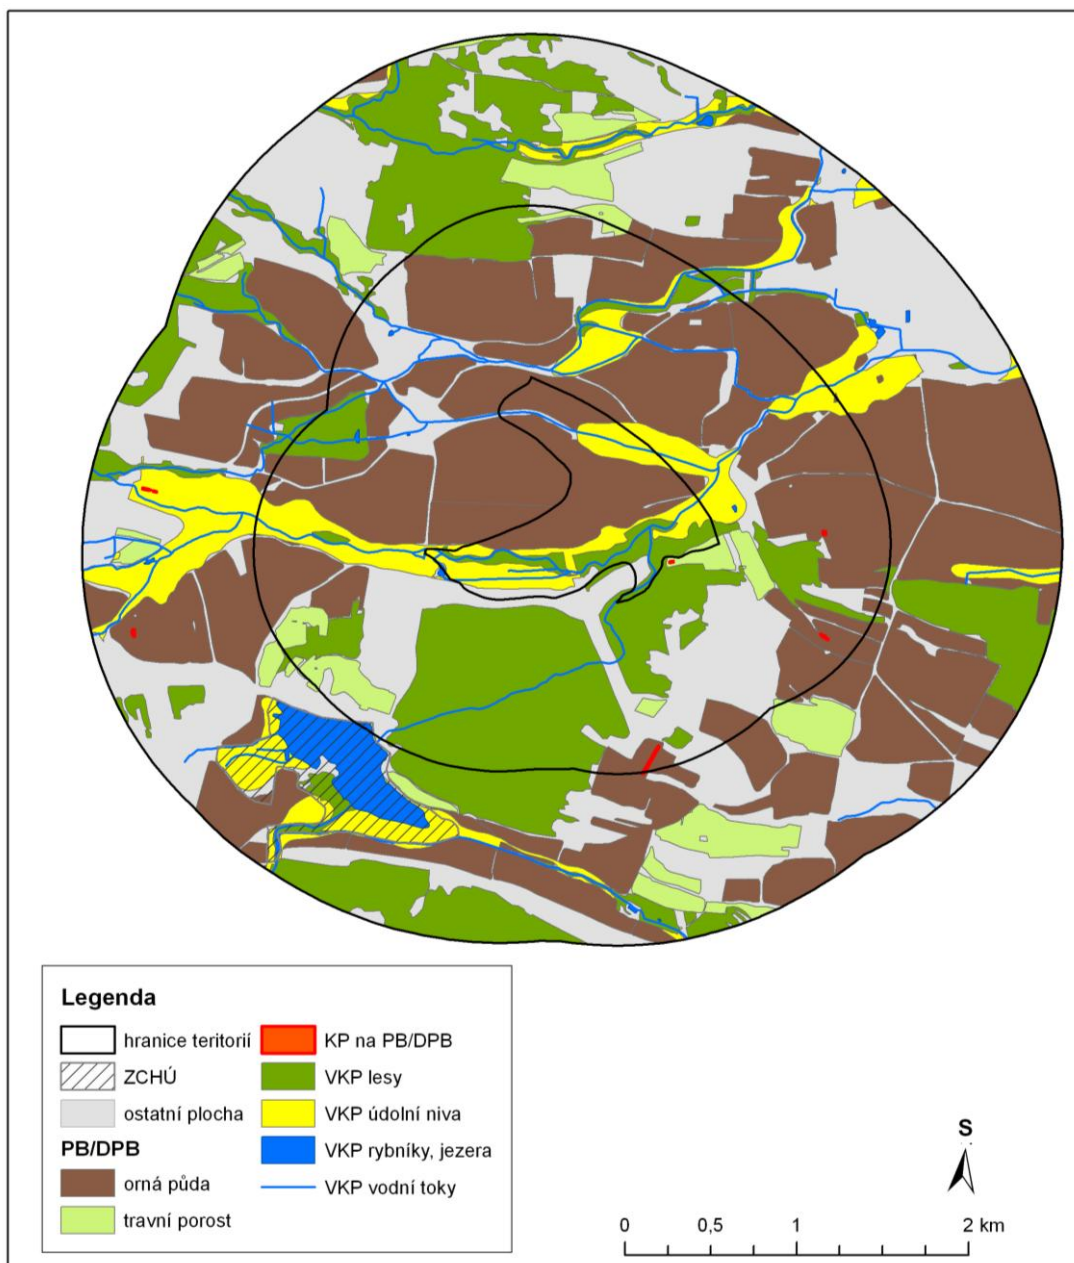 Legenda
hranice teritorií
ZCHÚ
ostatní plocha
PB/DPB
orná půda
travní porost
KP na PB/DPB
VKP lesy
VKP údolní niva
VKP rybníky, jezera
VKP vodní toky
S
0 0,5 1 2 km